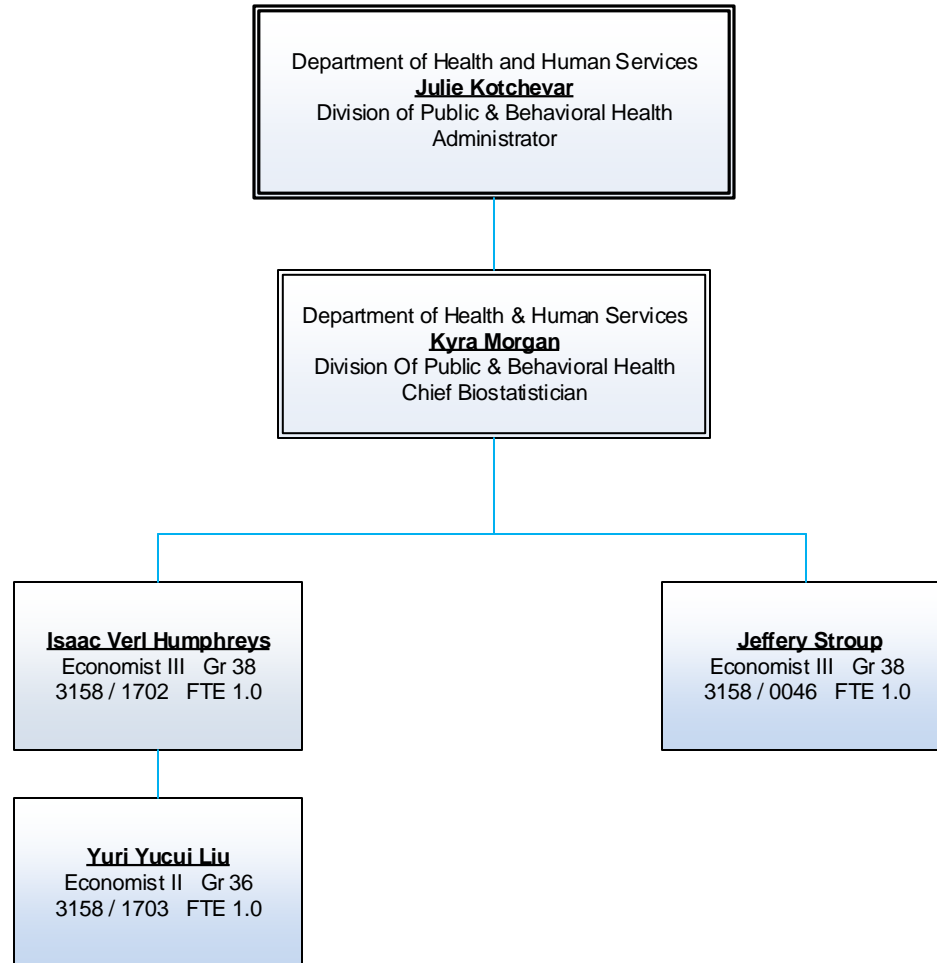 Department of Health and Human Services
Julie Kotchevar
Division of Public & Behavioral Health
Administrator
Department of Health & Human Services
Kyra Morgan
Division Of Public & Behavioral Health
Chief Biostatistician
Isaac Verl Humphreys
Economist III Gr 38
3158 / 1702 FTE 1.0
Jeffery Stroup
Economist III Gr 38
3158 / 0046 FTE 1.0
Yuri Yucui Liu
Economist II Gr 36
3158 / 1703 FTE 1.0